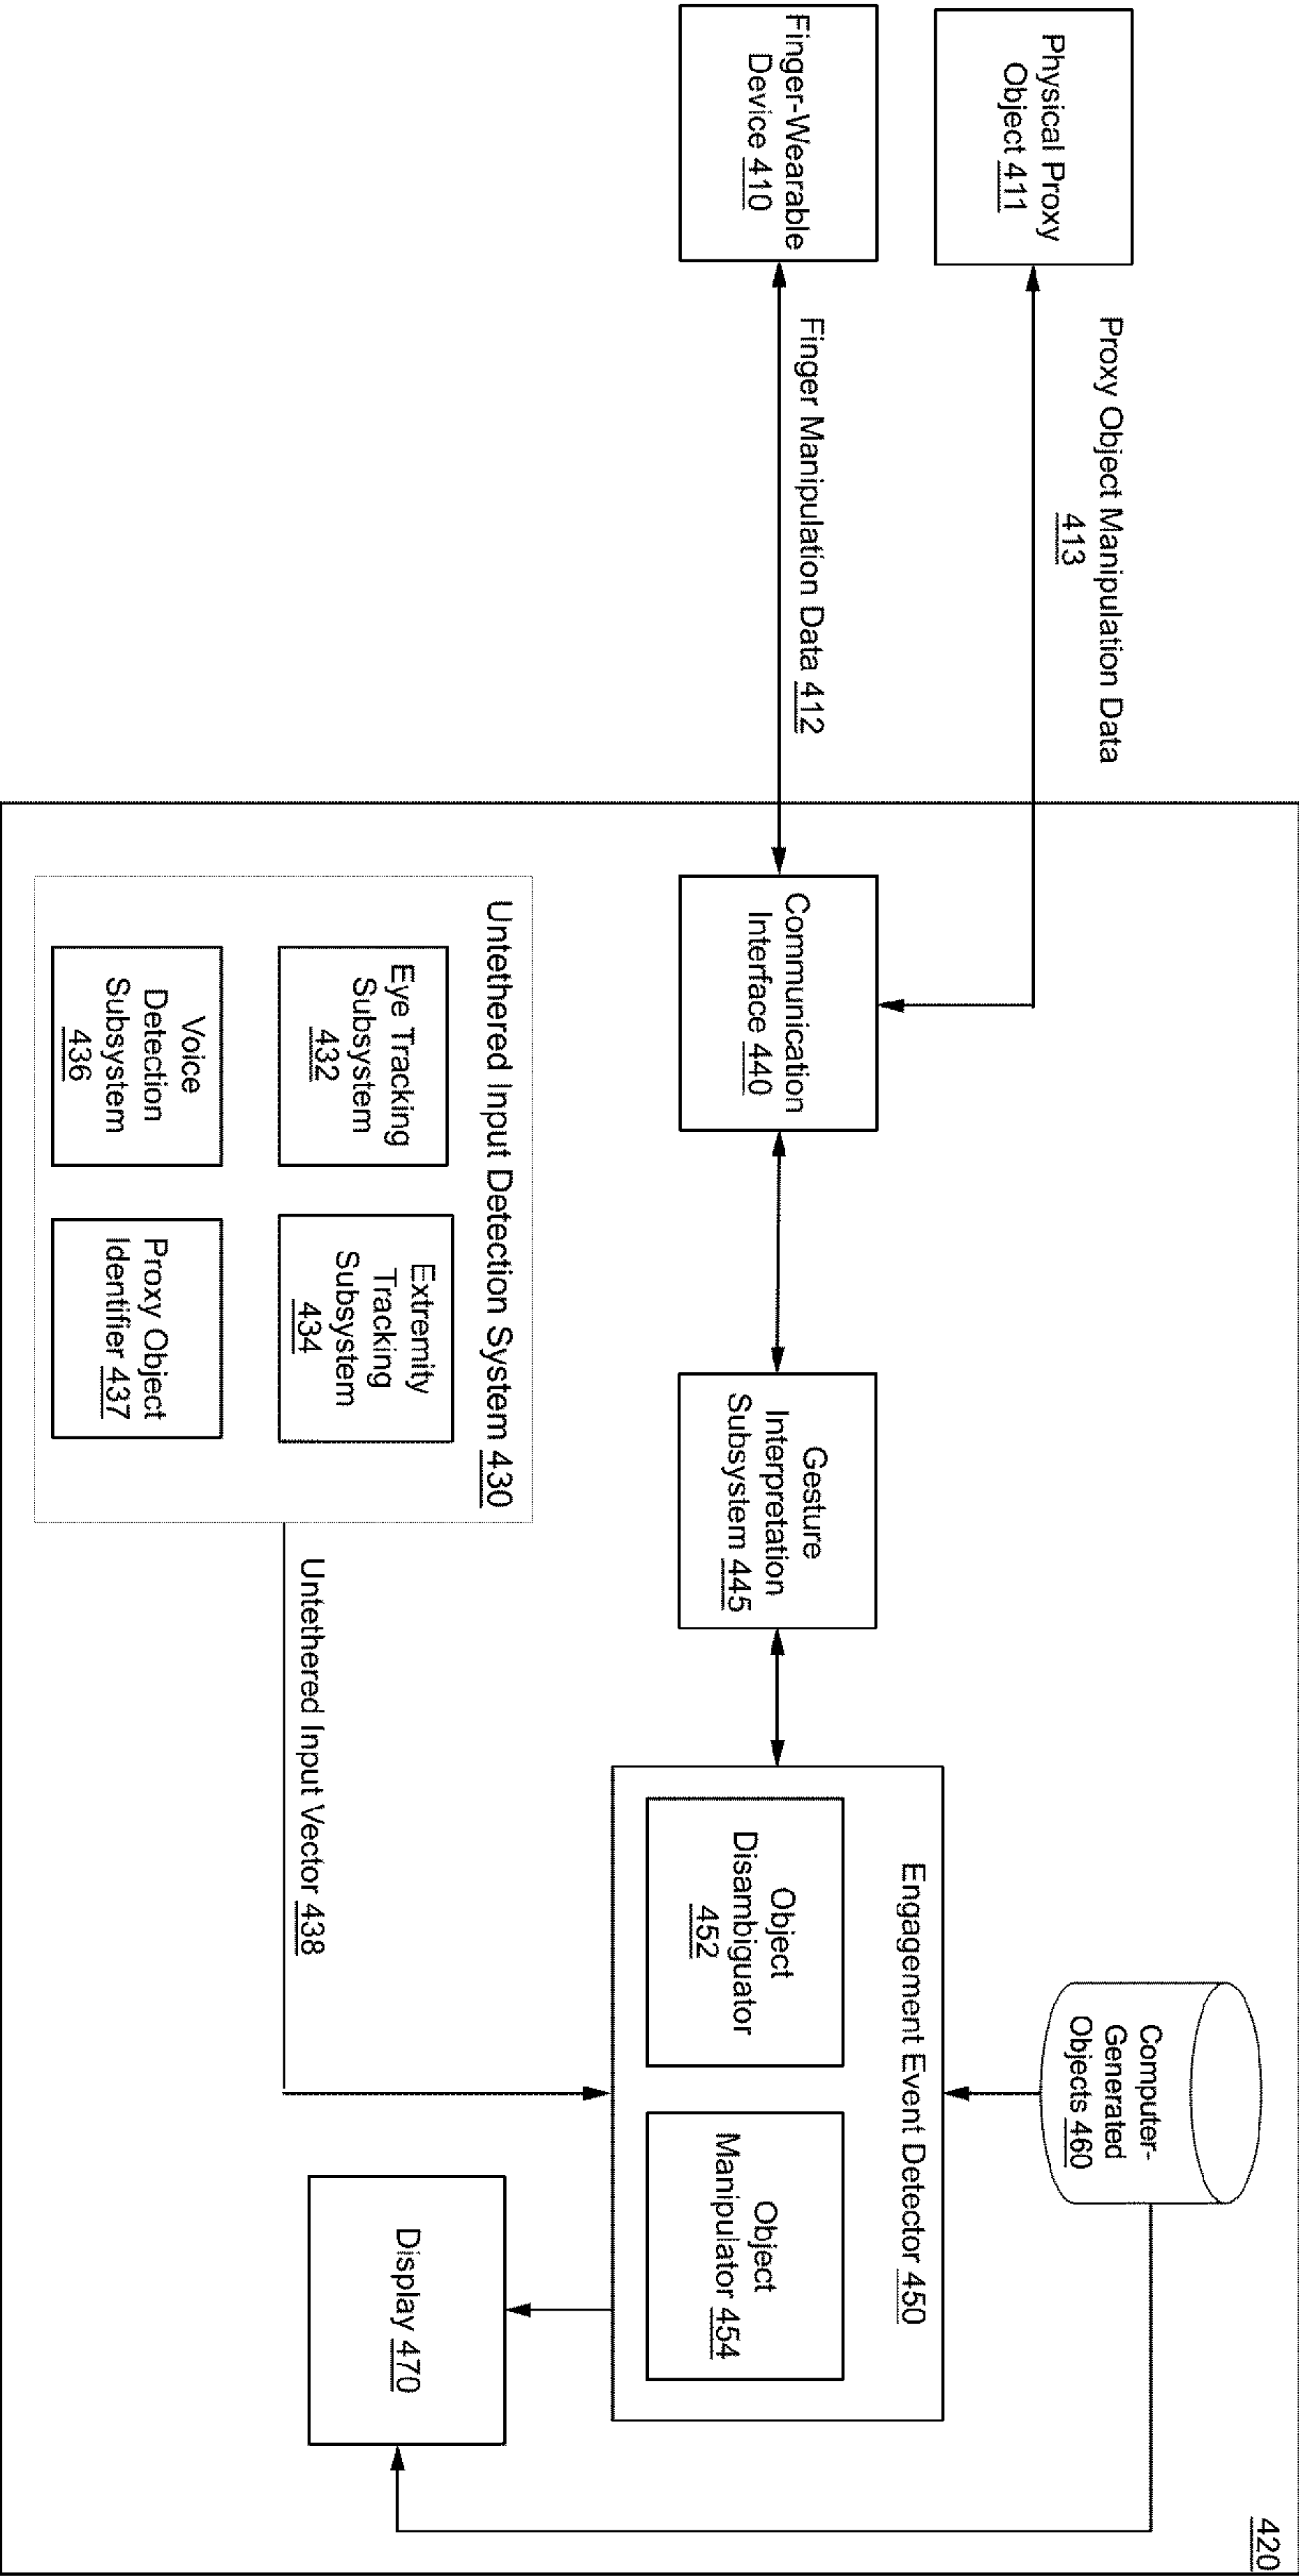 420
Physical Proxy
Object 411
Proxy Object Manipulation Data
413
Finger-Wearable
Device 410
Finger Manipulation Data 412
Communication
Interface 440
Gesture
Interpretation
Subsystem 445
Computer-
Generated
Objects 460
Engagement Event Detector 450
Object
Disambiguator
452
Object
Manipulator 454
Untethered Input Detection System 430
Eye Tracking
Subsystem
432
Extremity
Tracking
Subsystem
434
Voice
Detection
Subsystem
436
Proxy Object
Identifier 437
Untethered Input Vector 438
Display 470